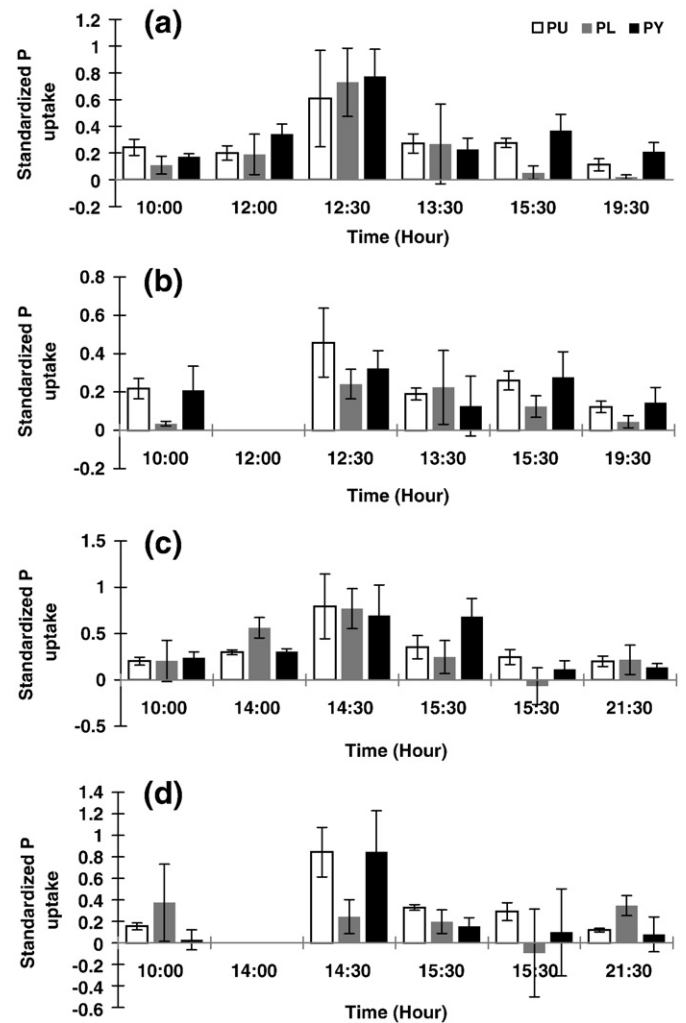 (a)
PU PL PY
1.2
1
0.8
0.6
0.4
0.2
0
-0.2
Standardized P
uptake
10:00 12:00 12:30 13:30 15:30 19:30
Time (Hour)
(b)
0.8
0.6
0.4
0.2
0
-0.2
Standardized P
uptake
10:00 12:00 12:30 13:30 15:30 19:30
Time (Hour)
(c)
1.5
1
0.5
0
-0.5
Standardized P
uptake
10:00 14:00 14:30 15:30 15:30 21:30
Time (Hour)
(d)
1.4
1.2
1
0.8
0.6
0.4
0.2
0
-0.2
-0.4
-0.6
Standardized P
uptake
10:00 14:00 14:30 15:30 15:30 21:30
Time (Hour)